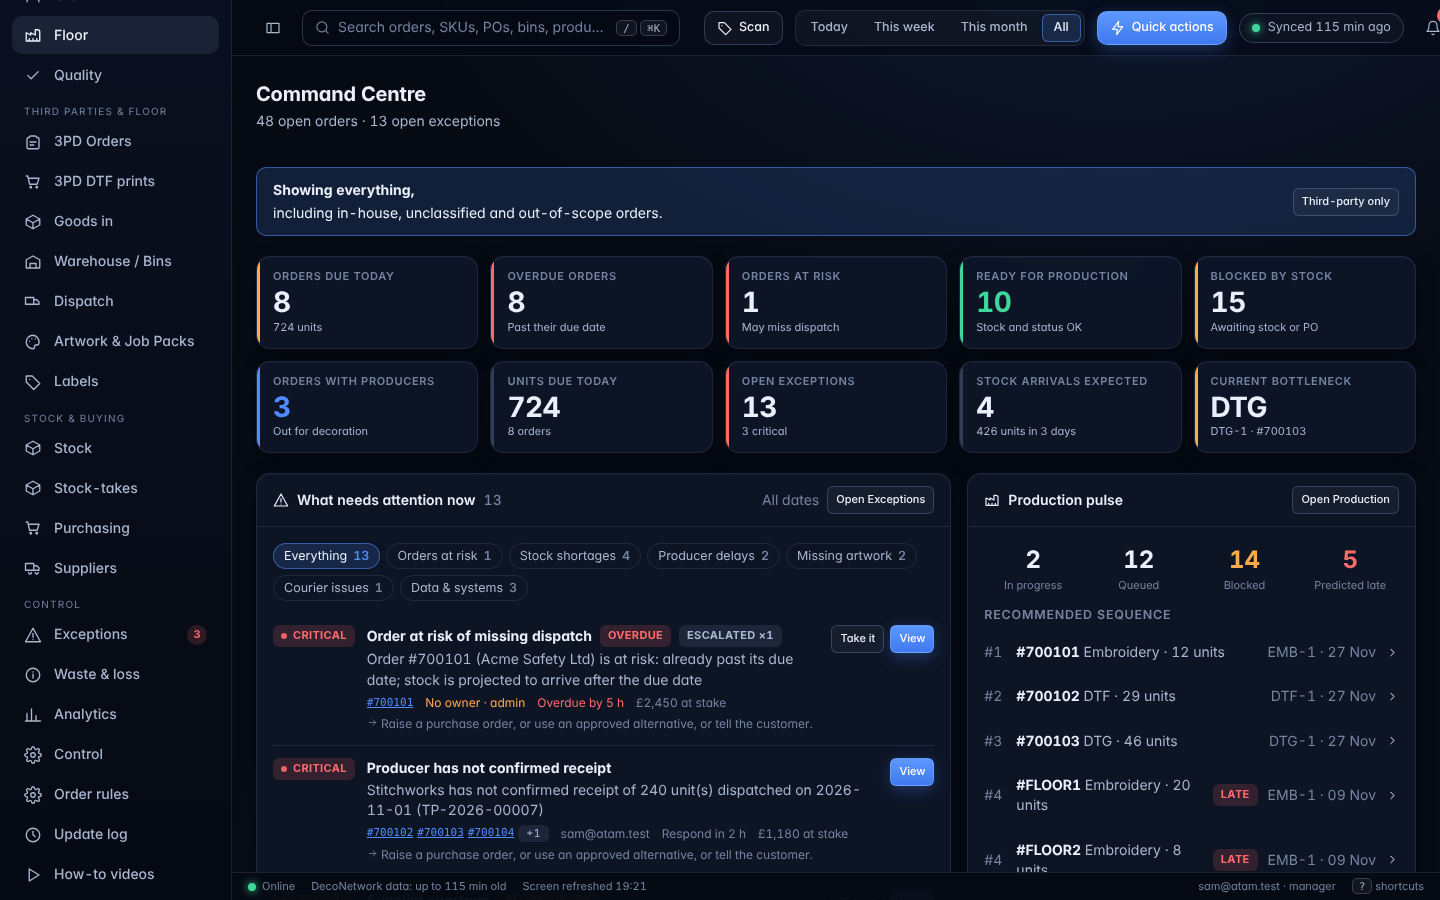 Floor
Quality
THIRD PARTIES & FLOOR
3PD Orders
3PD DTF prints
Goods in
Warehouse / Bins
Dispatch
Artwork & Job Packs
Labels
STOCK & BUYING
Stock
Stock-takes
Purchasing
Suppliers
CONTROL
Exceptions 3
Waste & loss
Analytics
Control
Order rules
Update log
How-to videos
Search orders, SKUs, POs, bins, produ... / ⌘K
Scan
Today This week This month All
Quick actions
Synced 115 min ago
Command Centre
48 open orders · 13 open exceptions
Showing everything,
including in-house, unclassified and out-of-scope orders.
Third-party only
ORDERS DUE TODAY
8
724 units
OVERDUE ORDERS
8
Past their due date
ORDERS AT RISK
1
May miss dispatch
READY FOR PRODUCTION
10
Stock and status OK
BLOCKED BY STOCK
15
Awaiting stock or PO
ORDERS WITH PRODUCERS
3
Out for decoration
UNITS DUE TODAY
724
8 orders
OPEN EXCEPTIONS
13
3 critical
STOCK ARRIVALS EXPECTED
4
426 units in 3 days
CURRENT BOTTLENECK
DTG
DTG-1 · #700103
What needs attention now 13
All dates Open Exceptions
Everything 13 Orders at risk 1 Stock shortages 4 Producer delays 2 Missing artwork 2
Courier issues 1 Data & systems 3
CRITICAL Order at risk of missing dispatch OVERDUE ESCALATED ×1 Take it View
Order #700101 (Acme Safety Ltd) is at risk: already past its due
date; stock is projected to arrive after the due date
#700101 No owner · admin Overdue by 5 h £2,450 at stake
→ Raise a purchase order, or use an approved alternative, or tell the customer.
CRITICAL Producer has not confirmed receipt View
Stitchworks has not confirmed receipt of 240 unit(s) dispatched on 2026-
11-01 (TP-2026-00007)
#700102 #700103 #700104 +1 sam@atam.test Respond in 2 h £1,180 at stake
→ Raise a purchase order, or use an approved alternative, or tell the customer.
Production pulse Open Production
2 12 14 5
In progress Queued Blocked Predicted late
RECOMMENDED SEQUENCE
#1 #700101 Embroidery · 12 units EMB-1 · 27 Nov
#2 #700102 DTF · 29 units DTF-1 · 27 Nov
#3 #700103 DTG · 46 units DTG-1 · 27 Nov
#4 #FLOOR1 Embroidery · 20 LATE EMB-1 · 09 Nov
units
#4 #FLOOR2 Embroidery · 8 LATE EMB-1 · 09 Nov
units
Online DecoNetwork data: up to 115 min old Screen refreshed 19:21
sam@atam.test · manager ? shortcuts